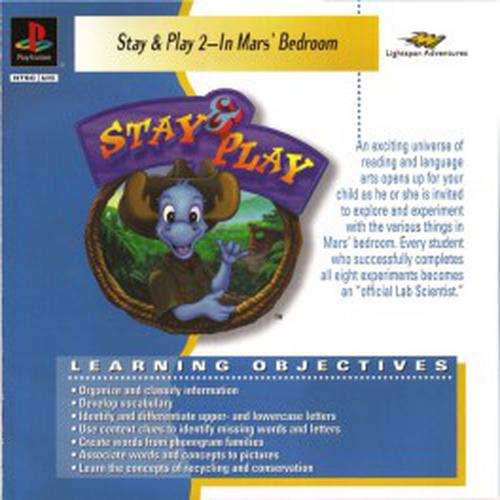 PlayStation
NTSC U/C
Stay & Play 2—In Mars' Bedroom
Lightspan Adventures
STAY & PLAY
An exciting universe of
reading and language
arts opens up for your
child as he or she is invited
to explore and experiment
with the various things in
Mars' bedroom. Every student
who successfully completes
all eight experiments becomes
an "official Lab Scientist."
TM
LEARNING OBJECTIVES
• Organize and classify information
• Develop vocabulary
• Identify and differentiate upper- and lowercase letters
• Use context clues to identify missing words and letters
• Create words from phonogram families
• Associate words and concepts to pictures
• Learn the concepts of recycling and conservation